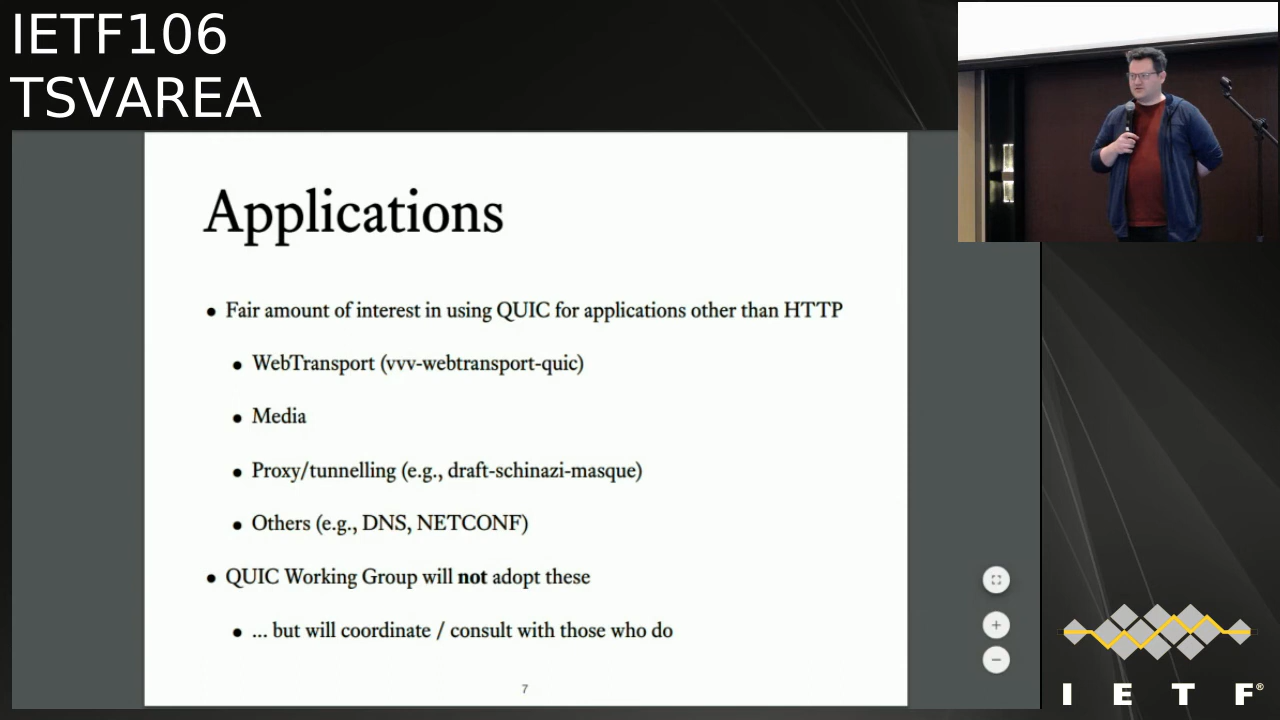 IETF106
TSVAREA
Applications
• Fair amount of interest in using QUIC for applications other than HTTP
• WebTransport (vvv-webtransport-quic)
• Media
• Proxy/tunnelling (e.g., draft-schinazi-masque)
• Others (e.g., DNS, NETCONF)
• QUIC Working Group will not adopt these
• ... but will coordinate / consult with those who do
7
I E T F®